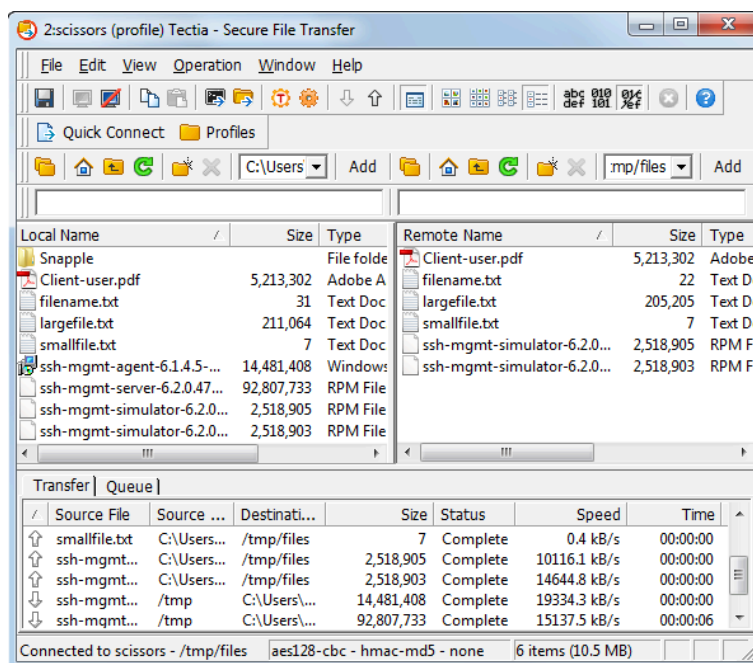 2:scissors (profile) Tectia - Secure File Transfer
File Edit View Operation Window Help
abc def 010 101
Quick Connect Profiles
C:\Users Add :mp/files Add
Local Name / Size Type Remote Name / Size Type
Snapple File folde Client-user.pdf 5,213,302 Adobe
Client-user.pdf 5,213,302 Adobe A filename.txt 22 Text D
filename.txt 31 Text Doc largefile.txt 205,205 Text D
largefile.txt 211,064 Text Doc smallfile.txt 7 Text D
smallfile.txt 7 Text Doc ssh-mgmt-simulator-6.2.0... 2,518,905 RPM F
ssh-mgmt-agent-6.1.4.5-... 14,481,408 Windows ssh-mgmt-simulator-6.2.0... 2,518,903 RPM F
ssh-mgmt-server-6.2.0.47... 92,807,733 RPM File
ssh-mgmt-simulator-6.2.0... 2,518,905 RPM File
ssh-mgmt-simulator-6.2.0... 2,518,903 RPM File
Transfer Queue
/ Source File Source ... Destinati... Size Status Speed Time
smallfile.txt C:\Users... /tmp/files 7 Complete 0.4 kB/s 00:00:00
ssh-mgmt... C:\Users... /tmp/files 2,518,905 Complete 10116.1 kB/s 00:00:00
ssh-mgmt... C:\Users... /tmp/files 2,518,903 Complete 14644.8 kB/s 00:00:00
ssh-mgmt... /tmp C:\Users\... 14,481,408 Complete 19334.3 kB/s 00:00:00
ssh-mgmt... /tmp C:\Users\... 92,807,733 Complete 15137.5 kB/s 00:00:06
Connected to scissors - /tmp/files aes128-cbc - hmac-md5 - none 6 items (10.5 MB)